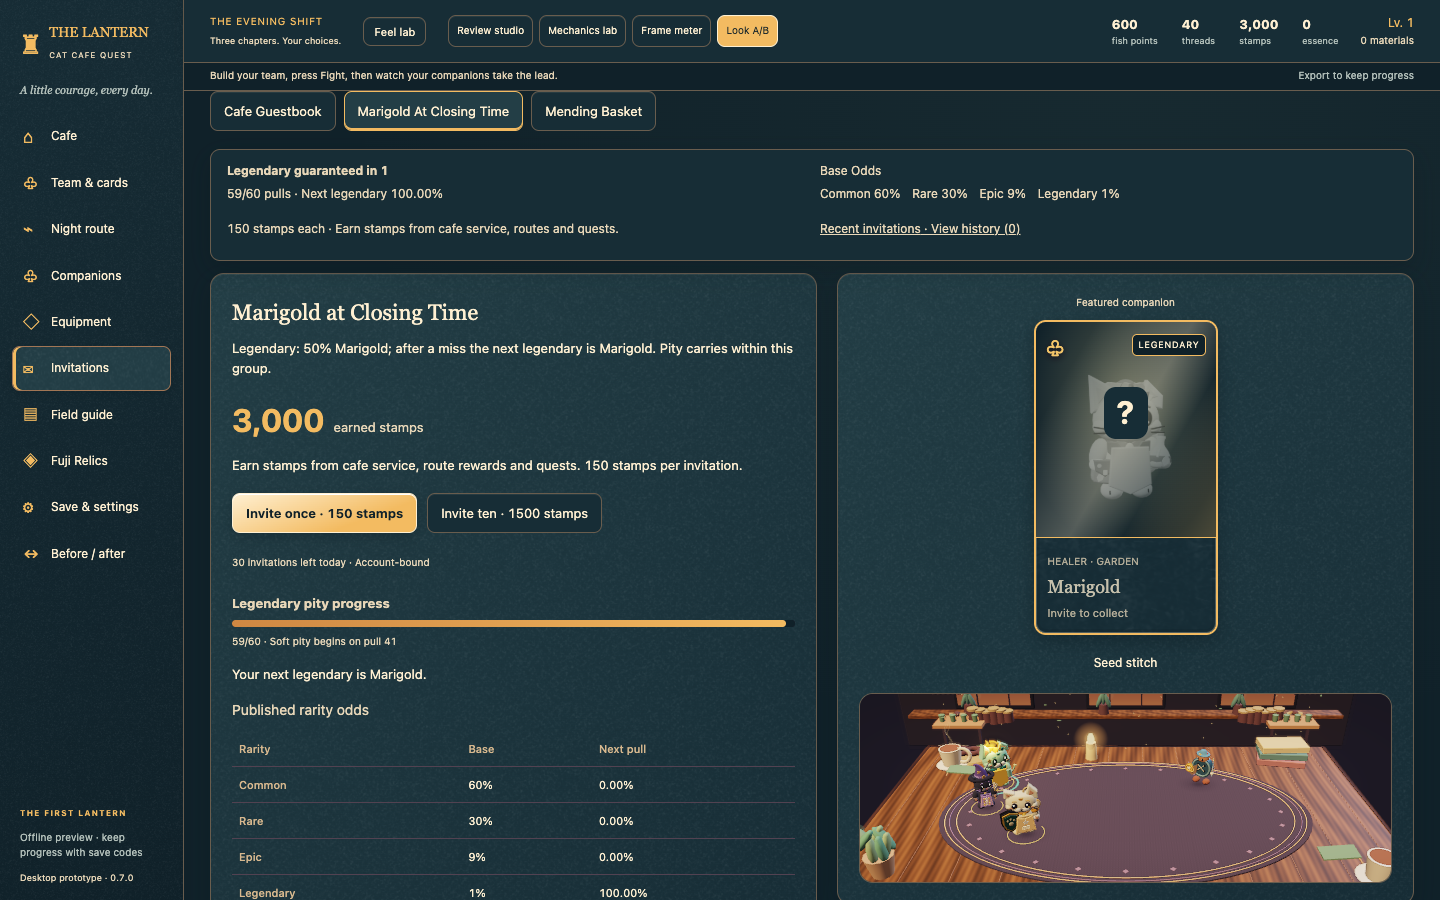 THE LANTERN
CAT CAFE QUEST
A little courage, every day.
Cafe
Team & cards
Night route
Companions
Equipment
Invitations
Field guide
Fuji Relics
Save & settings
Before / after
THE FIRST LANTERN
Offline preview · keep
progress with save codes
Desktop prototype · 0.7.0
THE EVENING SHIFT
Three chapters. Your choices.
Feel lab
Review studio
Mechanics lab
Frame meter
Look A/B
600
fish points
40
threads
3,000
stamps
0
essence
Lv. 1
0 materials
Build your team, press Fight, then watch your companions take the lead.
Export to keep progress
Cafe Guestbook
Marigold At Closing Time
Mending Basket
Legendary guaranteed in 1
59/60 pulls · Next legendary 100.00%
150 stamps each · Earn stamps from cafe service, routes and quests.
Base Odds
Common 60% Rare 30% Epic 9% Legendary 1%
Recent invitations · View history (0)
Marigold at Closing Time
Legendary: 50% Marigold; after a miss the next legendary is Marigold. Pity carries within this
group.
3,000 earned stamps
Earn stamps from cafe service, route rewards and quests. 150 stamps per invitation.
Invite once · 150 stamps
Invite ten · 1500 stamps
30 invitations left today · Account-bound
Legendary pity progress
59/60 · Soft pity begins on pull 41
Your next legendary is Marigold.
Published rarity odds
Rarity Base Next pull
Common 60% 0.00%
Rare 30% 0.00%
Epic 9% 0.00%
Legendary 1% 100.00%
Featured companion
LEGENDARY
?
HEALER · GARDEN
Marigold
Invite to collect
Seed stitch